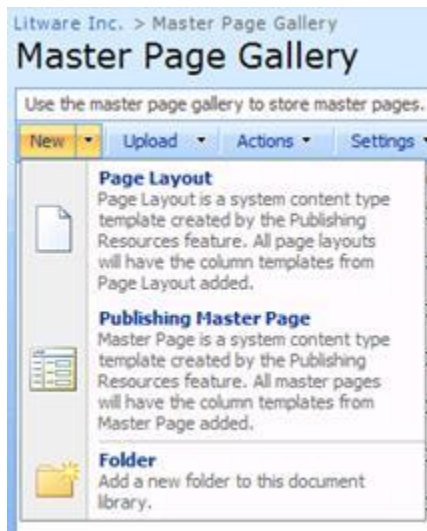 Litware Inc. > Master Page Gallery
Master Page Gallery
Use the master page gallery to store master pages.
New Upload Actions Settings
Page Layout
Page Layout is a system content type
template created by the Publishing
Resources feature. All page layouts
will have the column templates from
Page Layout added.
Publishing Master Page
Master Page is a system content type
template created by the Publishing
Resources feature. All master pages
will have the column templates from
Master Page added.
Folder
Add a new folder to this document
library.